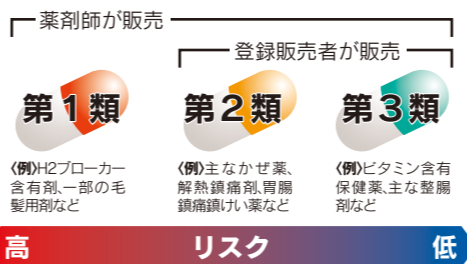 薬剤師が販売
登録販売者が販売
第1類
第2類
第3類
〈例〉H2ブローカー
含有剤、一部の毛
髪用剤など
〈例〉主なかぜ薬、
解熱鎮痛剤、胃腸
鎮痛鎮けい薬など
〈例〉ビタミン含有
保健薬、主な整腸
剤など
高
リスク
低